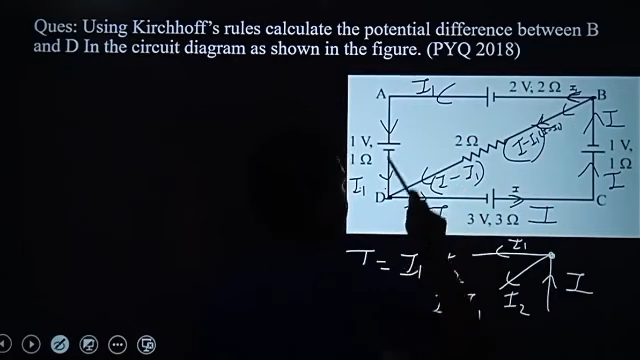 Ques: Using Kirchhoff's rules calculate the potential difference between B
and D In the circuit diagram as shown in the figure. (PYQ 2018)
A I₁ 2 V, 2 Ω I₁ B
I
1 V,
1 Ω
2 Ω
I-I₁
1 V,
1 Ω
I₁
(I-I₁)
I
D
I
C
3 V, 3 Ω I
I = I₁ +
I₁
I₂
I